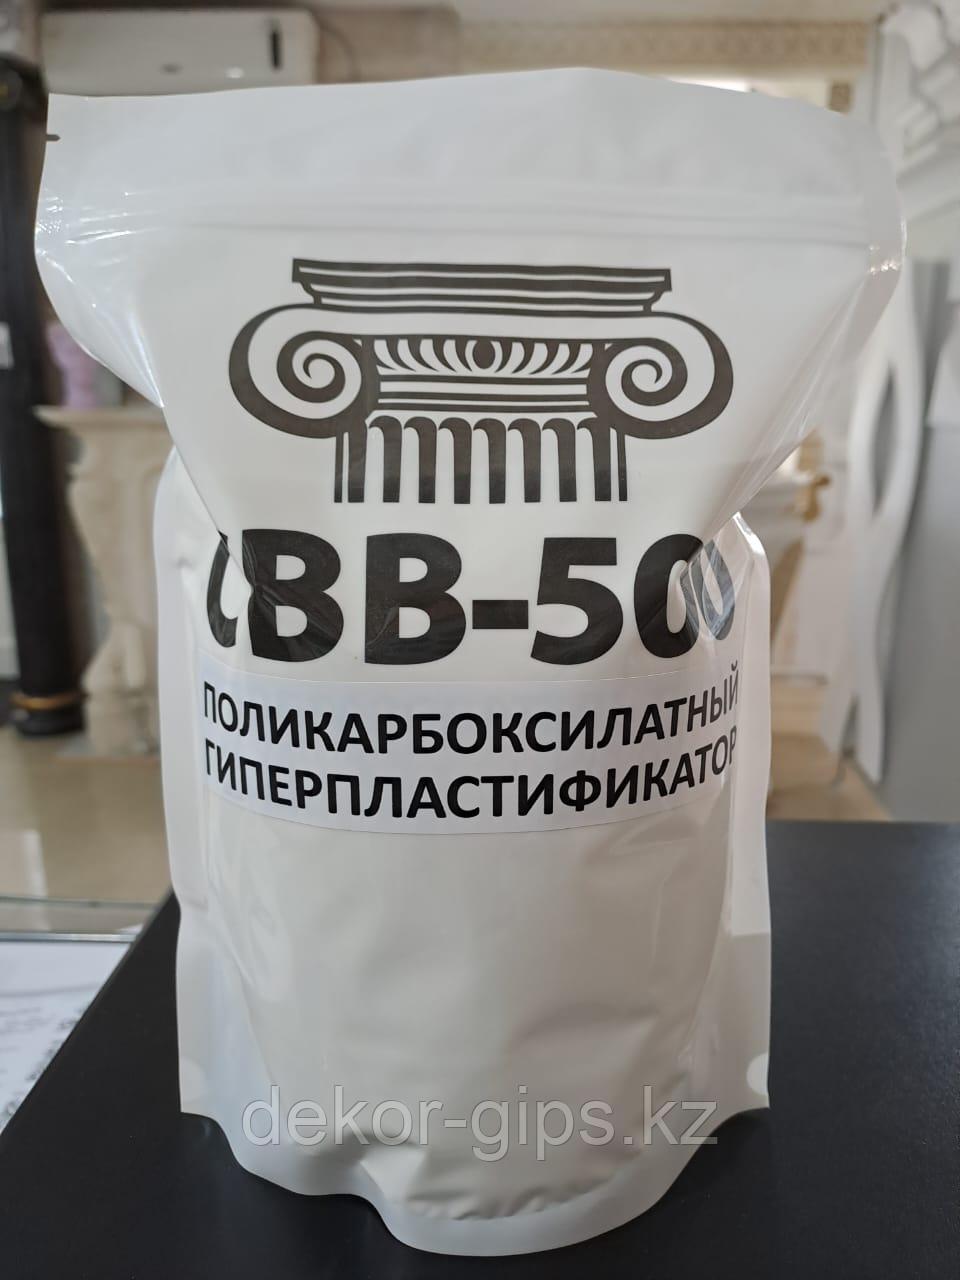 СВВ-500
ПОЛИКАРБОКСИЛАТНЫЙ
ГИПЕРПЛАСТИФИКАТОР
dekor-gips.kz